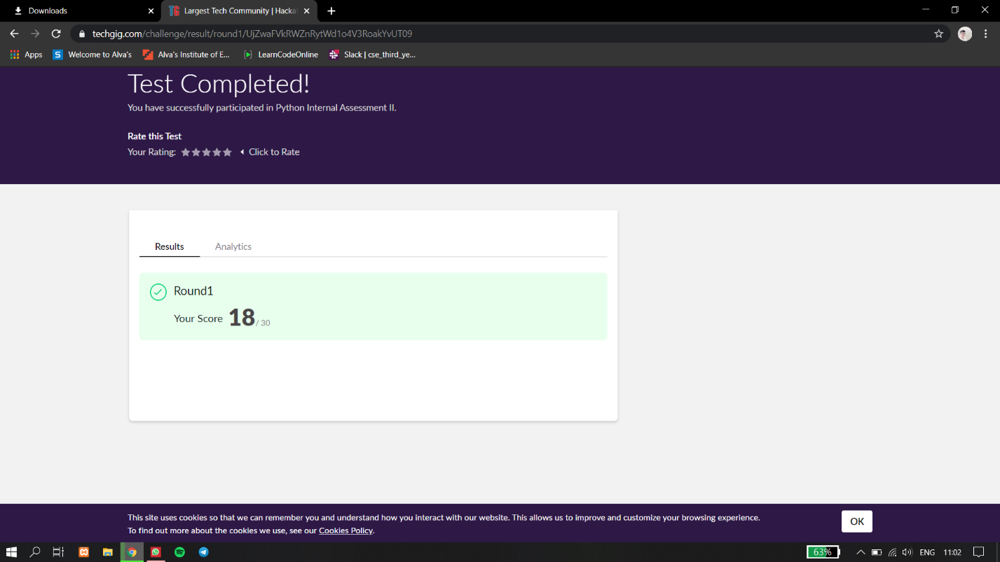 Downloads
Largest Tech Community | Hacka
techgig.com/challenge/result/round1/UjZwaFVkRWZnRytWd1o4V3RoakYvUT09
Apps
Welcome to Alva's
Alva's Institute of E...
LearnCodeOnline
Slack | cse_third_ye...
Test Completed!
You have successfully participated in Python Internal Assessment II.
Rate this Test
Your Rating:
Click to Rate
Results
Analytics
Round1
Your Score 18 / 30
This site uses cookies so that we can remember you and understand how you interact with our website. This allows us to improve and customize your browsing experience.
To find out more about the cookies we use, see our Cookies Policy.
OK
63%
ENG
11:02